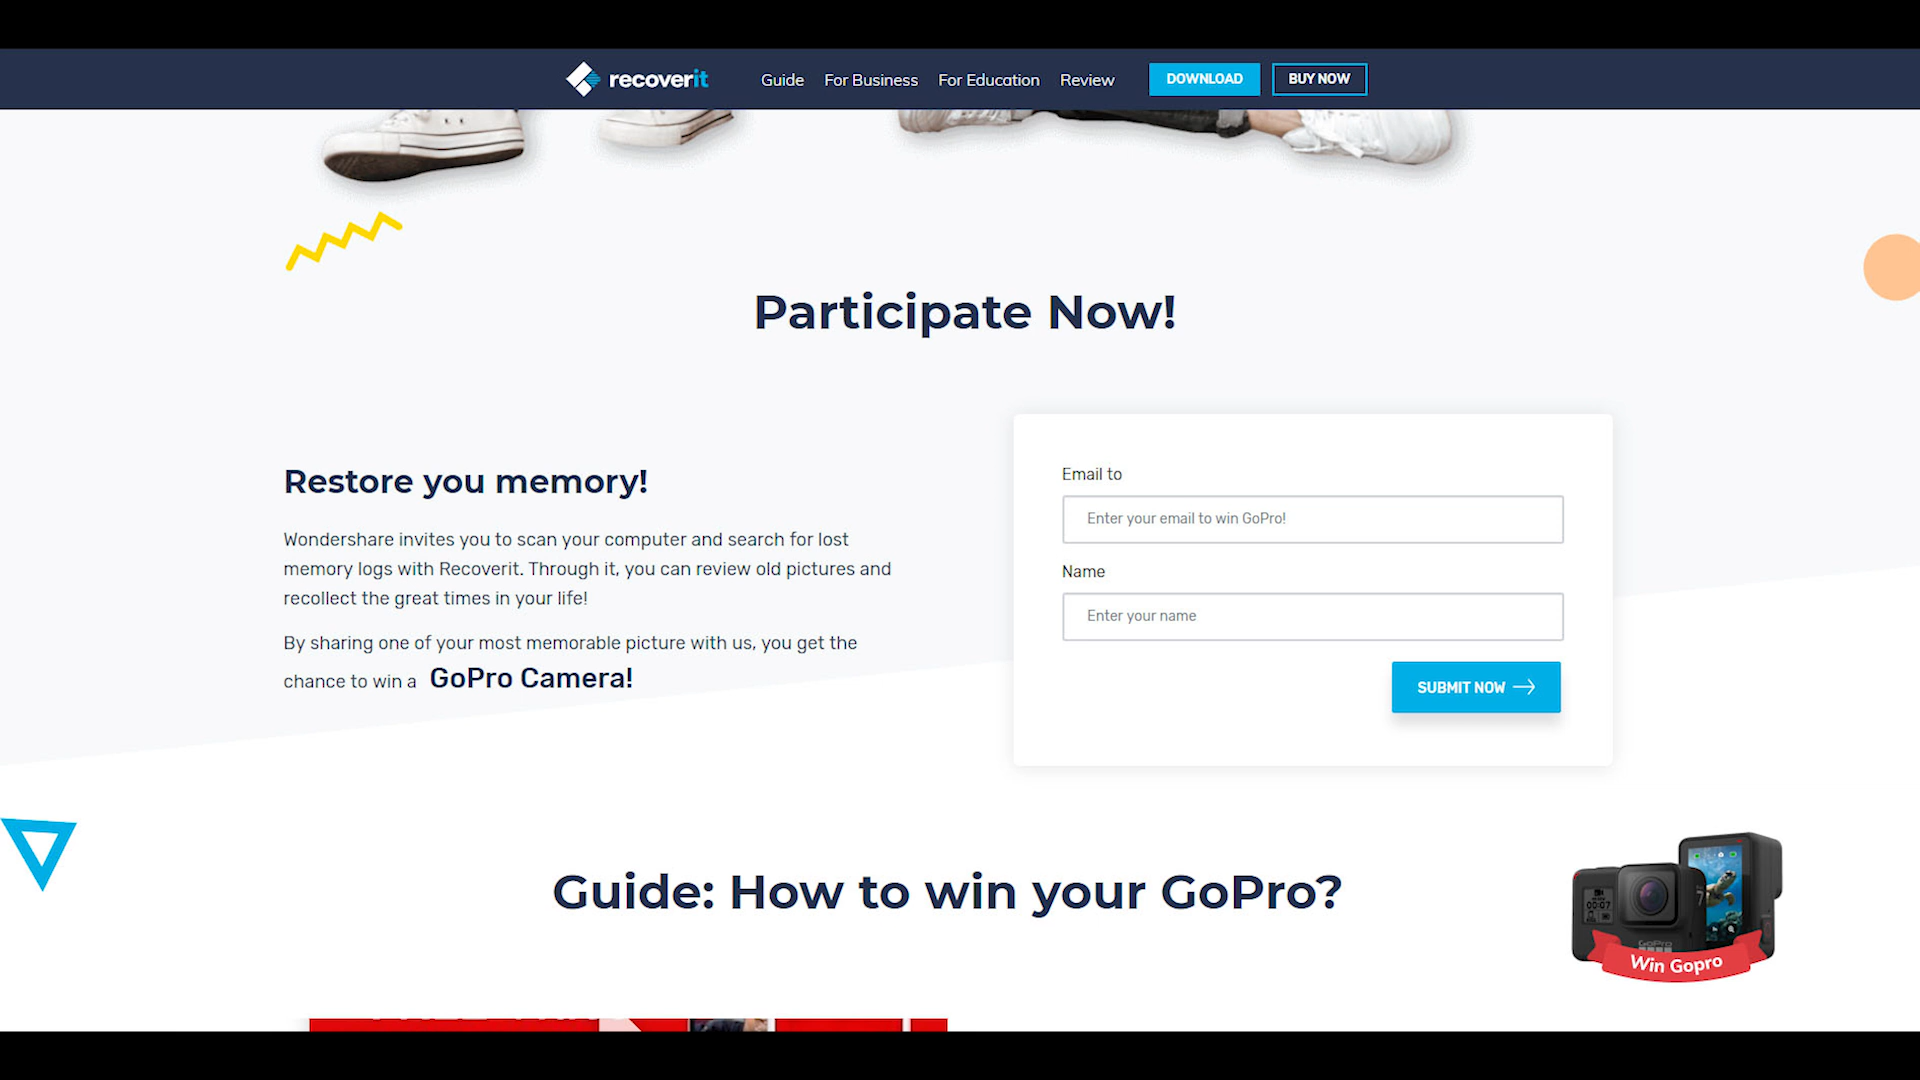 recoverit Guide For Business For Education Review DOWNLOAD BUY NOW
Participate Now!
Restore you memory!
Wondershare invites you to scan your computer and search for lost
memory logs with Recoverit. Through it, you can review old pictures and
recollect the great times in your life!
By sharing one of your most memorable picture with us, you get the
chance to win a GoPro Camera!
Email to
Enter your email to win GoPro!
Name
Enter your name
SUBMIT NOW
Guide: How to win your GoPro?
00:07
7
GoPro
Win Gopro